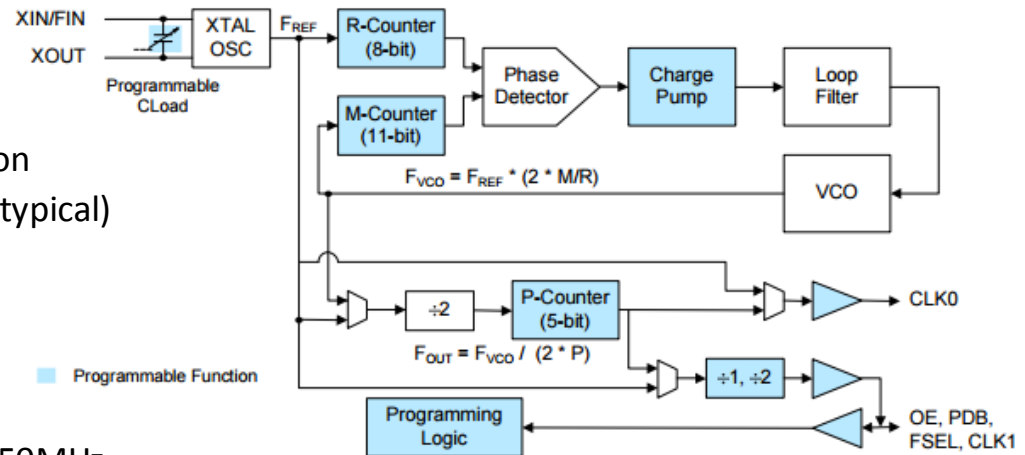 XIN/FIN
XOUT
XTAL
OSC
FREF
R-Counter
(8-bit)
Phase
Detector
Charge
Pump
Loop
Filter
Programmable
CLoad
M-Counter
(11-bit)
on
FVCO = FREF * (2 * M/R)
VCO
typical)
÷2
P-Counter
(5-bit)
CLK0
FOUT = FVCO / (2 * P)
Programmable Function
÷1, ÷2
Programming
Logic
OE, PDB,
FSEL, CLK1